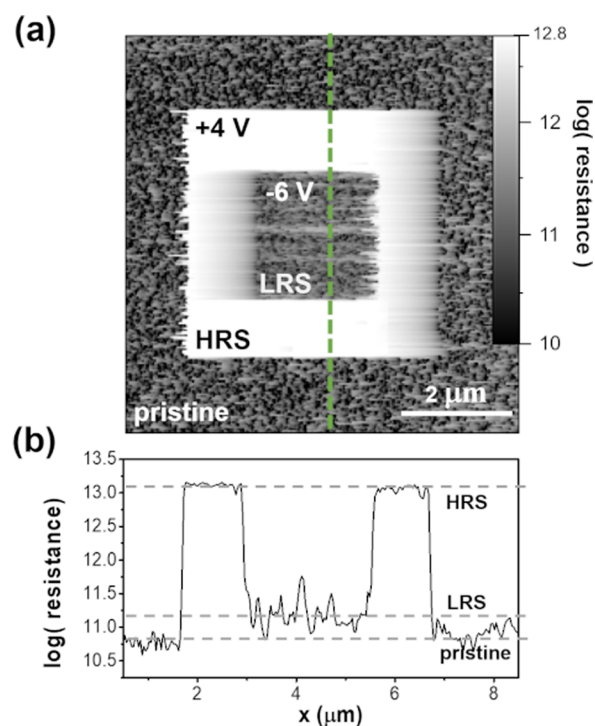 (a)
12.8
+4 V
12
-6 V
log( resistance)
11
LRS
HRS
10
pristine
2 μm
(b)
13.5
13.0
HRS
12.5
12.0
log( resistance)
11.5
LRS
11.0
pristine
10.5
2 4 6 8
x (μm)